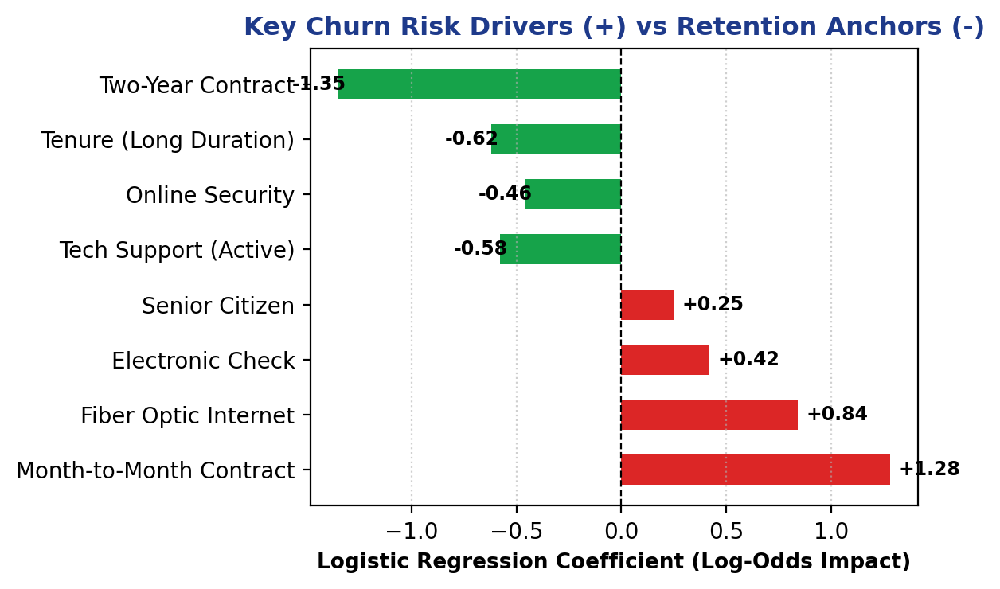 Key Churn Risk Drivers (+) vs Retention Anchors (-)
Two-Year Contract -1.35
Tenure (Long Duration) -0.62
Online Security -0.46
Tech Support (Active) -0.58
Senior Citizen +0.25
Electronic Check +0.42
Fiber Optic Internet +0.84
Month-to-Month Contract +1.28
−1.0 −0.5 0.0 0.5 1.0
Logistic Regression Coefficient (Log-Odds Impact)